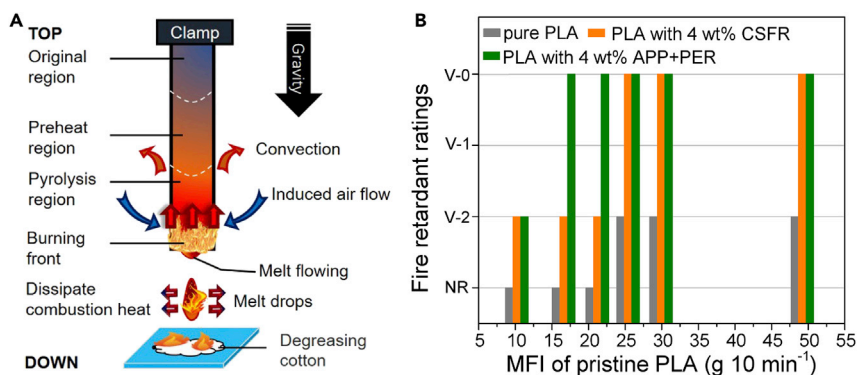 A
TOP
Clamp
Original
region
Gravity
Preheat
region
Convection
Pyrolysis
region
Induced air flow
Burning
front
Melt flowing
Dissipate
combustion heat
Melt drops
Degreasing
cotton
DOWN
B
pure PLA
PLA with 4 wt% CSFR
PLA with 4 wt% APP+PER
Fire retardant ratings
V-0
V-1
V-2
NR
5 10 15 20 25 30 35 40 45 50 55
MFI of pristine PLA (g 10 min⁻¹)